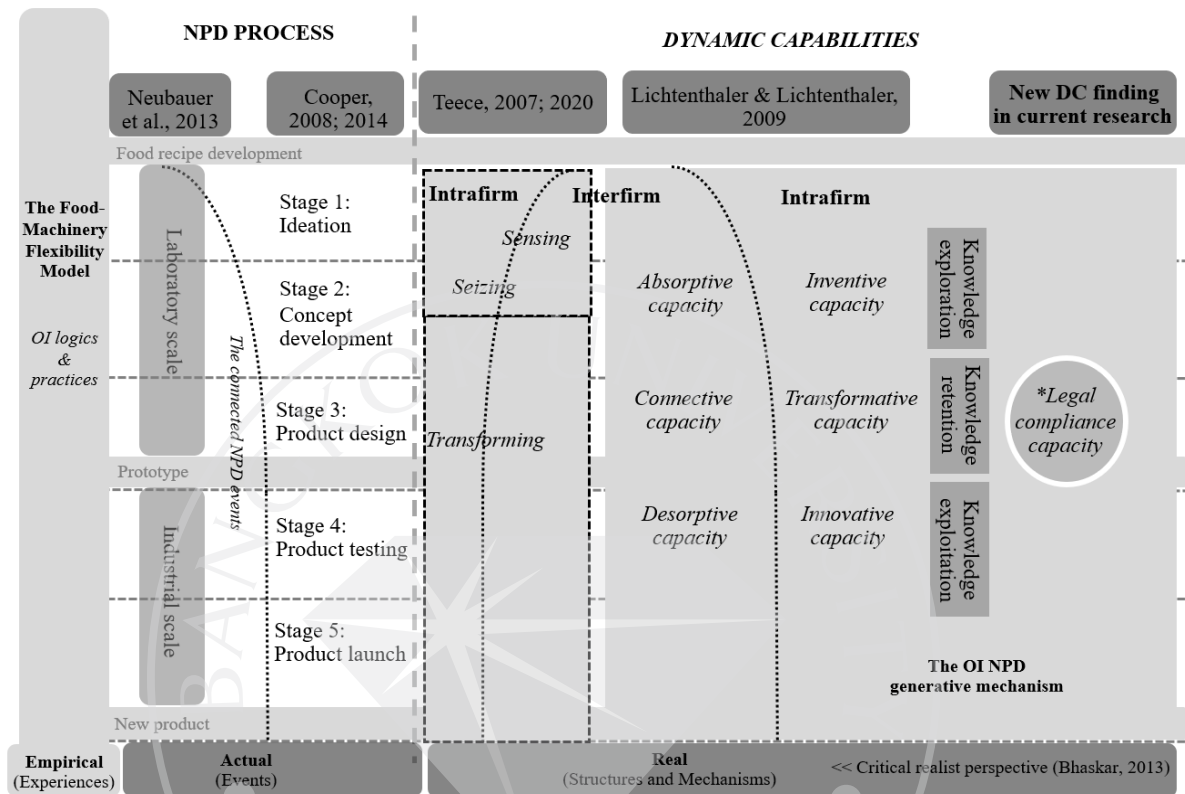 NPD PROCESS
DYNAMIC CAPABILITIES
Neubauer
et al., 2013
Cooper,
2008; 2014
Teece, 2007; 2020
Lichtenthaler & Lichtenthaler,
2009
New DC finding
in current research
Food recipe development
The Food-
Machinery
Flexibility
Model
OI logics
&
practices
Laboratory scale
The connected NPD events
Stage 1:
Ideation
Stage 2:
Concept
development
Stage 3:
Product design
Prototype
Industrial scale
Stage 4:
Product testing
Stage 5:
Product launch
New product
Intrafirm
Interfirm
Intrafirm
Sensing
Seizing
Transforming
Absorptive
capacity
Inventive
capacity
Knowledge
exploration
Connective
capacity
Transformative
capacity
Knowledge
retention
*Legal
compliance
capacity
Desorptive
capacity
Innovative
capacity
Knowledge
exploitation
The OI NPD
generative mechanism
Empirical
(Experiences)
Actual
(Events)
Real
(Structures and Mechanisms)
<< Critical realist perspective (Bhaskar, 2013)